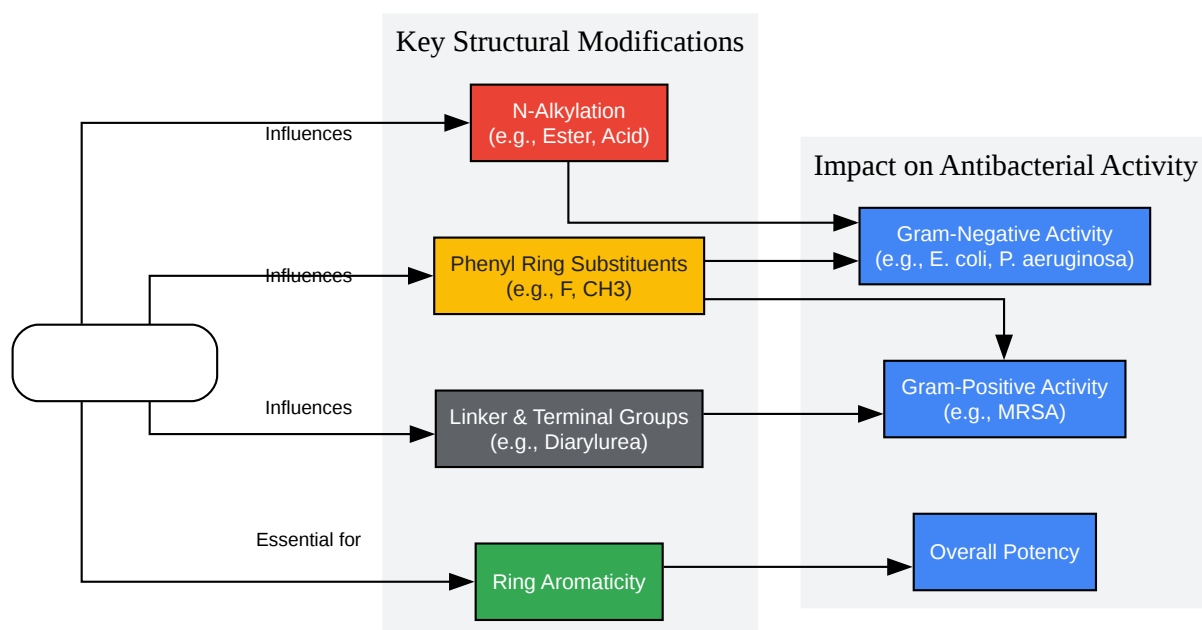 Key Structural Modifications
N-Alkylation
(e.g., Ester, Acid)
Influences
Impact on Antibacterial Activity
Gram-Negative Activity
(e.g., E. coli, P. aeruginosa)
Phenyl Ring Substituents
(e.g., F, CH3)
Influences
Gram-Positive Activity
(e.g., MRSA)
Influences
Linker & Terminal Groups
(e.g., Diarylurea)
Essential for
Overall Potency
Ring Aromaticity